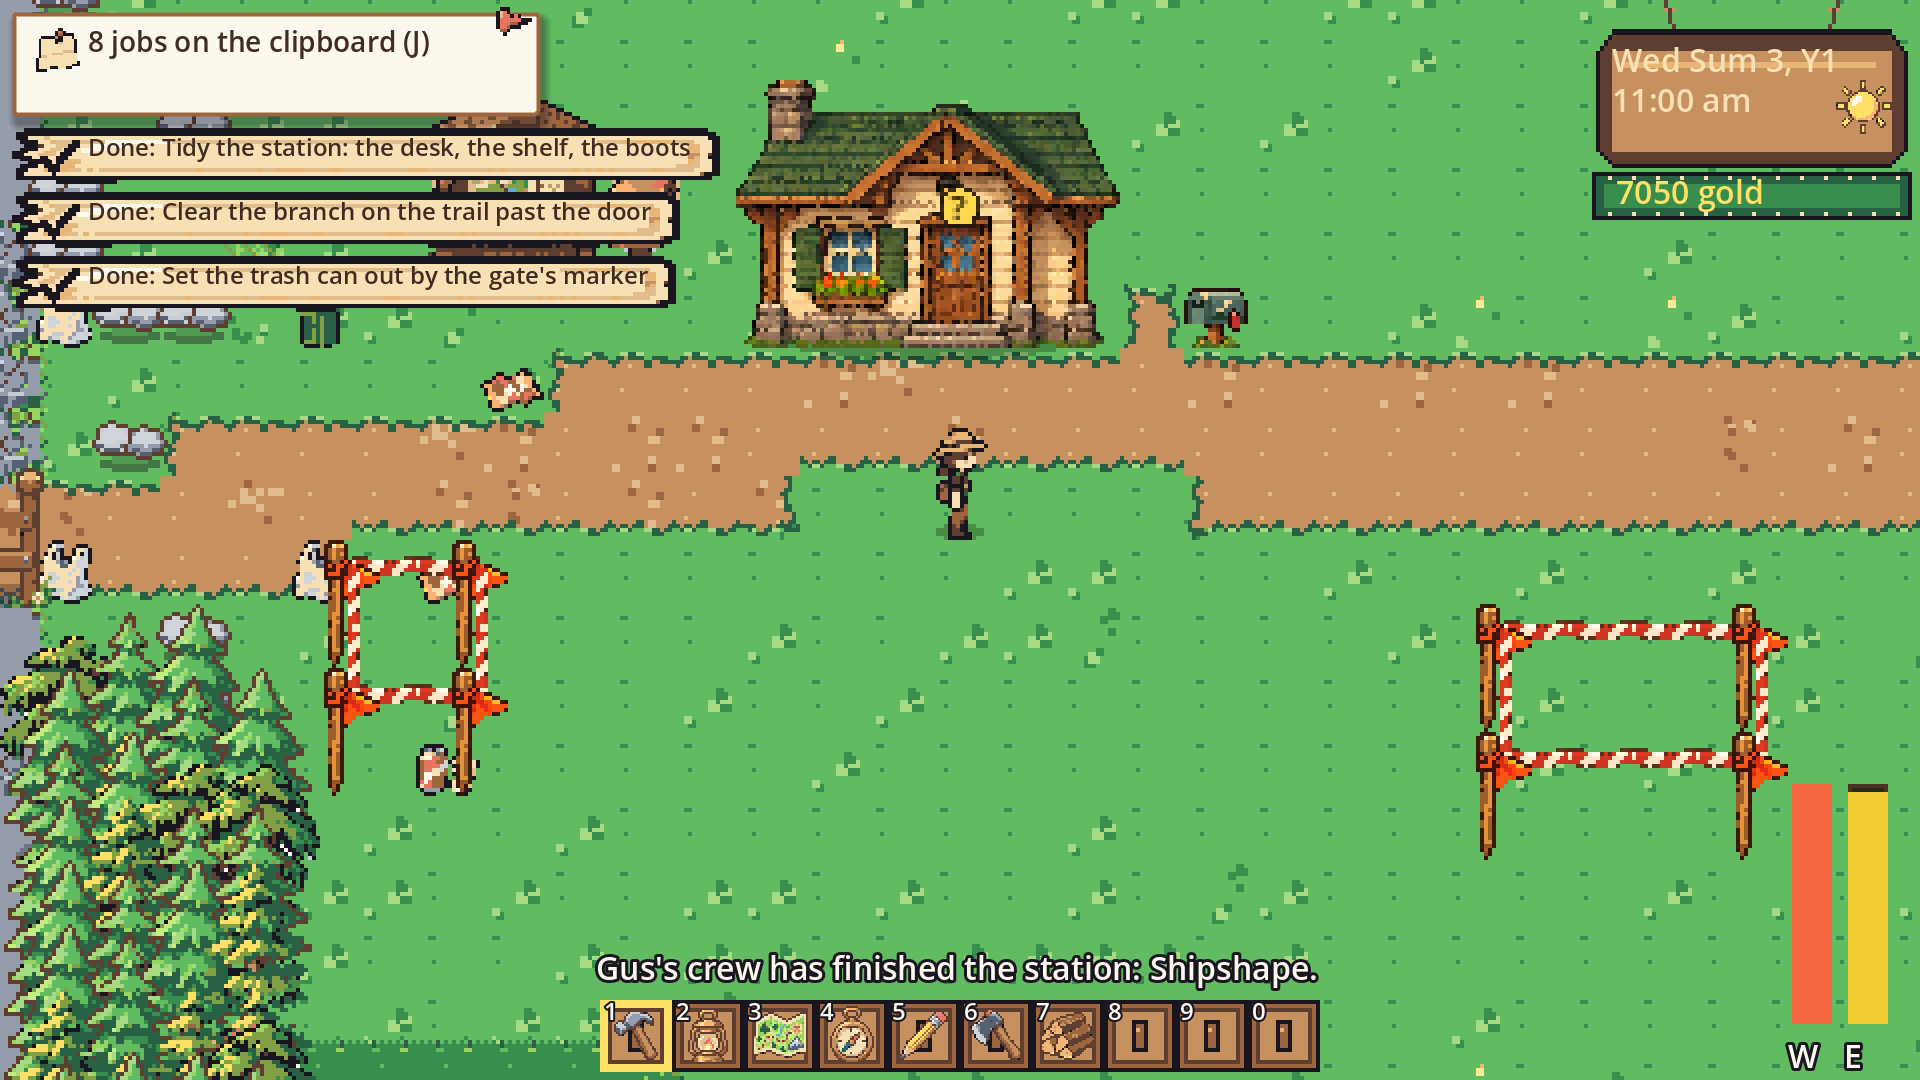 8 jobs on the clipboard (J)
Wed Sum 3, Y1
11:00 am
7050 gold
Done: Tidy the station: the desk, the shelf, the boots
Done: Clear the branch on the trail past the door
Done: Set the trash can out by the gate's marker
?
Gus's crew has finished the station: Shipshape.
1 2 3 4 5 6 7 8 9 0
W E